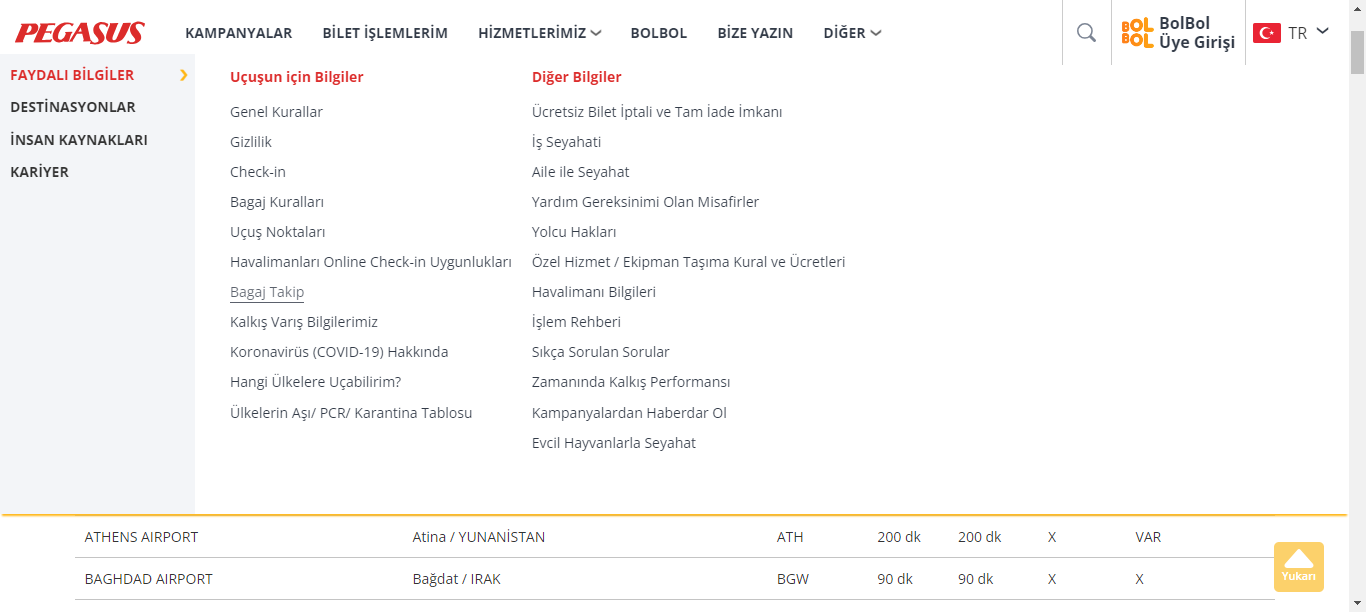 PEGASUS
KAMPANYALAR BİLET İŞLEMLERİM HİZMETLERİMİZ BOLBOL BİZE YAZIN DİĞER
BOL BOL
BolBol
Üye Girişi
TR
FAYDALI BİLGİLER
DESTİNASYONLAR
İNSAN KAYNAKLARI
KARİYER
Uçuşun için Bilgiler
Genel Kurallar
Gizlilik
Check-in
Bagaj Kuralları
Uçuş Noktaları
Havalimanları Online Check-in Uygunlukları
Bagaj Takip
Kalkış Varış Bilgilerimiz
Koronavirüs (COVID-19) Hakkında
Hangi Ülkelere Uçabilirim?
Ülkelerin Aşı/ PCR/ Karantina Tablosu
Diğer Bilgiler
Ücretsiz Bilet İptali ve Tam İade İmkanı
İş Seyahati
Aile ile Seyahat
Yardım Gereksinimi Olan Misafirler
Yolcu Hakları
Özel Hizmet / Ekipman Taşıma Kural ve Ücretleri
Havalimanı Bilgileri
İşlem Rehberi
Sıkça Sorulan Sorular
Zamanında Kalkış Performansı
Kampanyalardan Haberdar Ol
Evcil Hayvanlarla Seyahat
ATHENS AIRPORT Atina / YUNANİSTAN ATH 200 dk 200 dk X VAR
BAGHDAD AIRPORT Bağdat / IRAK BGW 90 dk 90 dk X X
Yukarı